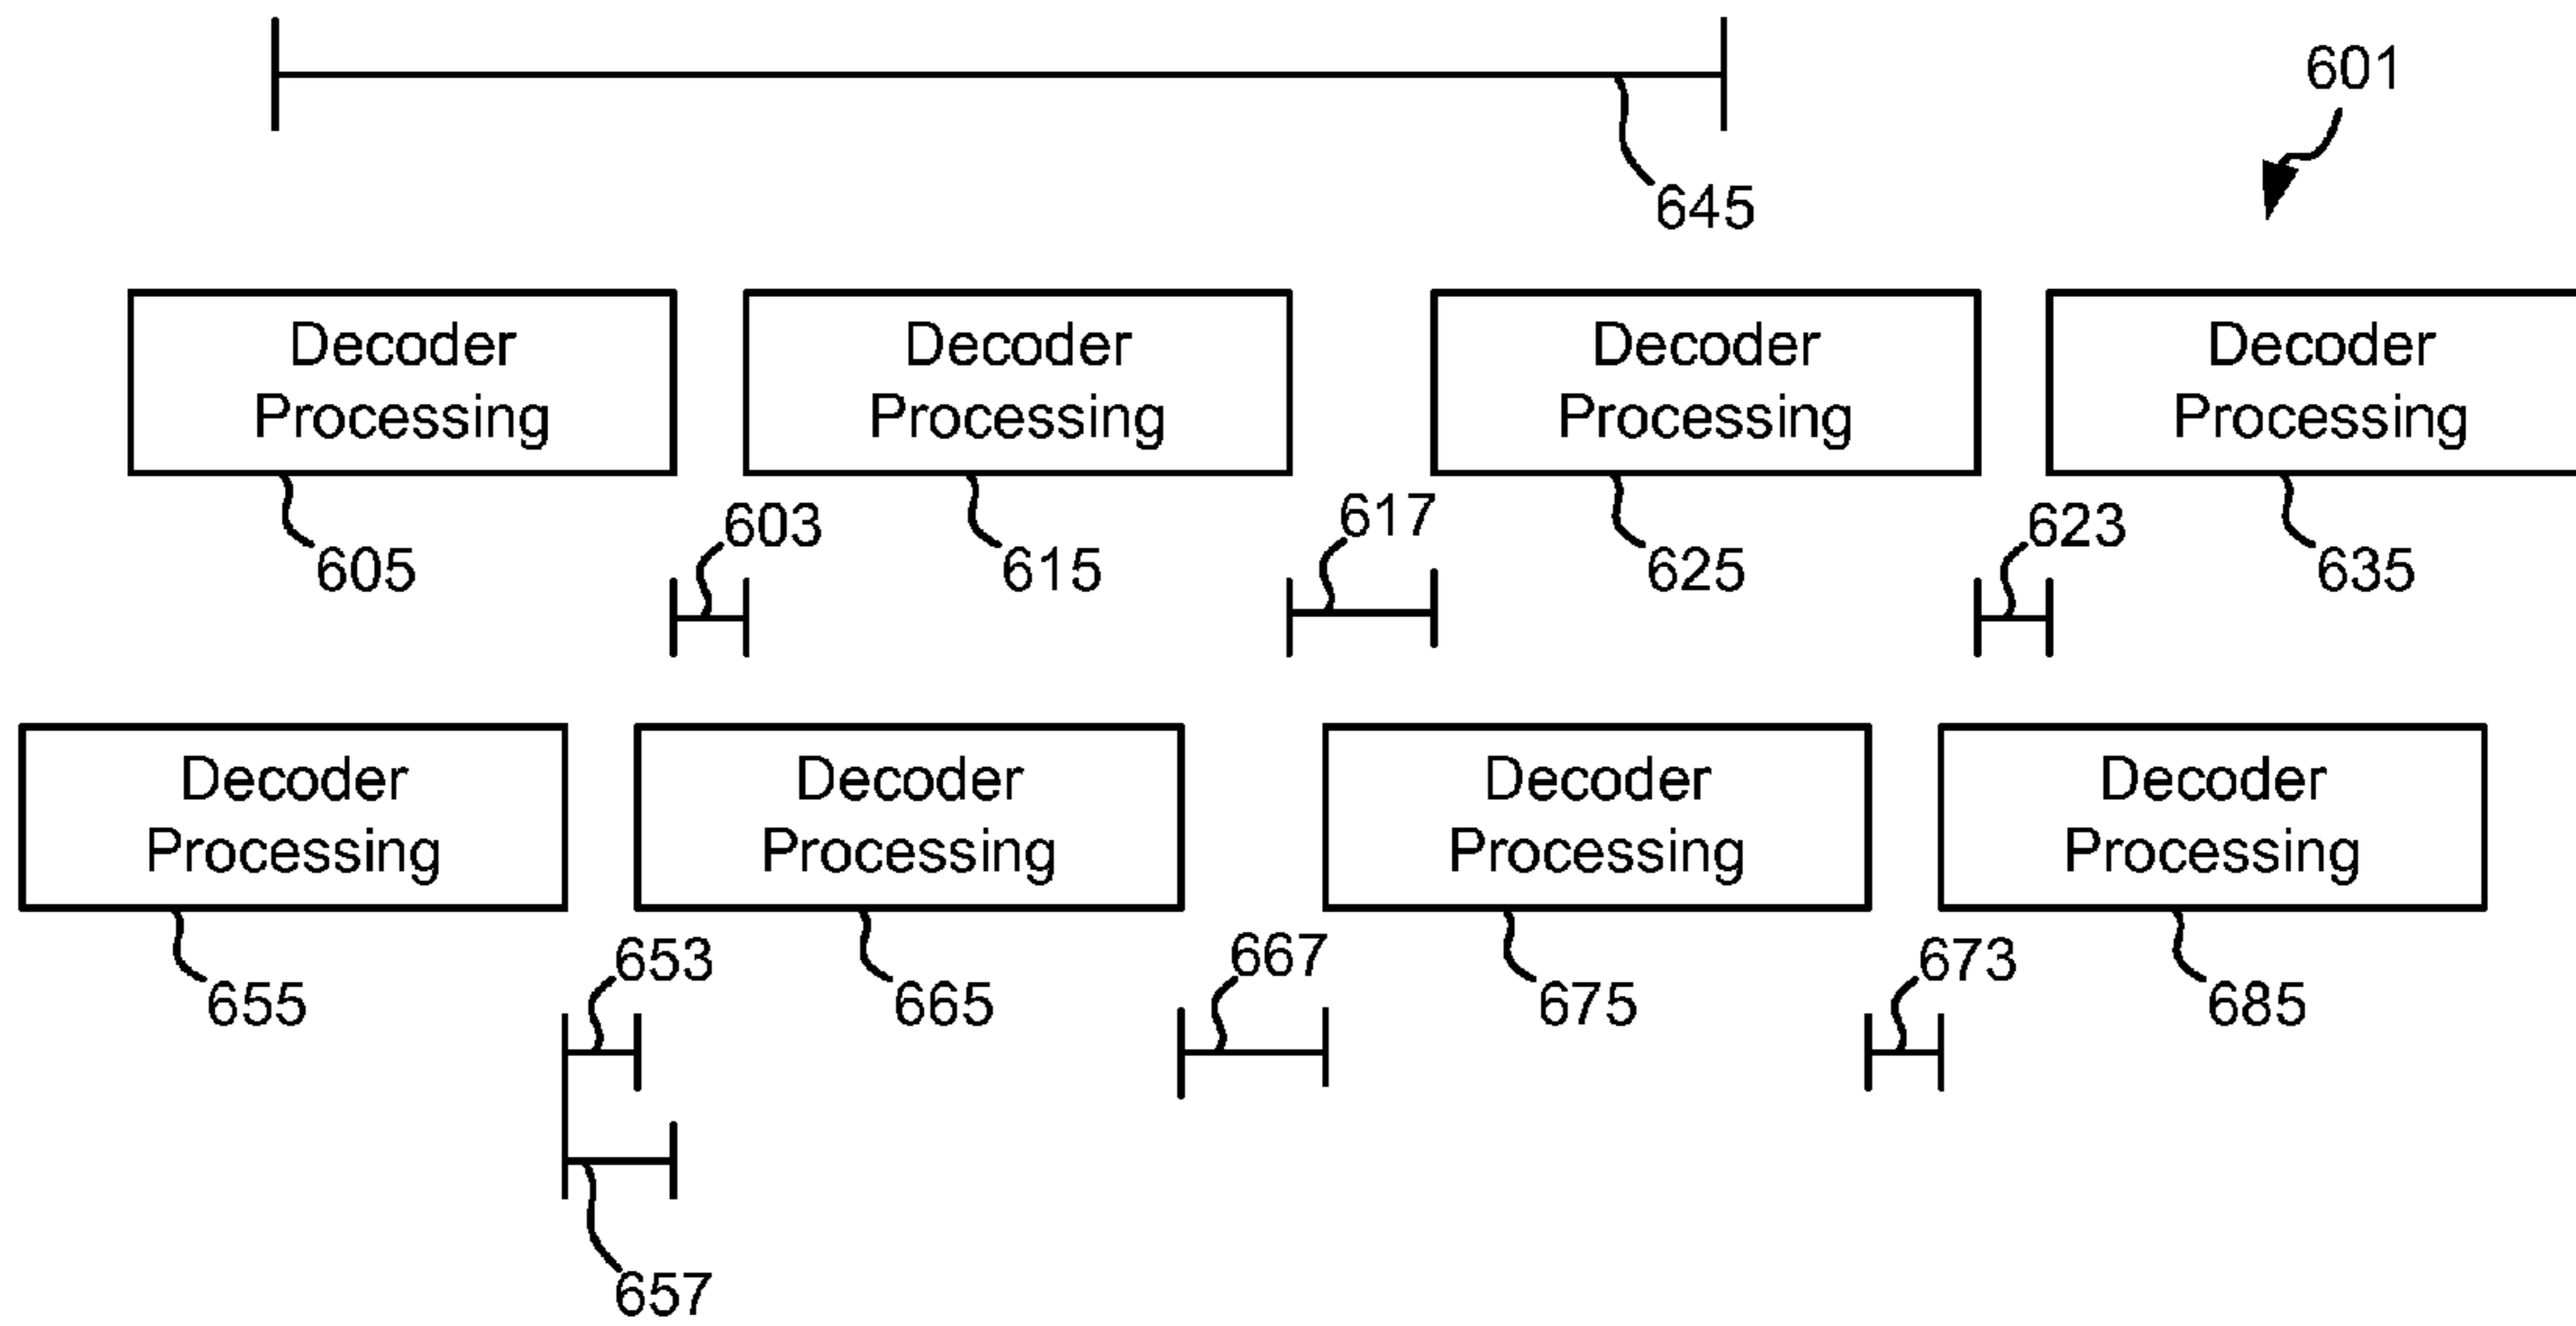 601
645
Decoder
Processing
Decoder
Processing
Decoder
Processing
Decoder
Processing
605
603
615
617
625
623
635
Decoder
Processing
Decoder
Processing
Decoder
Processing
Decoder
Processing
655
653
665
667
675
673
685
657